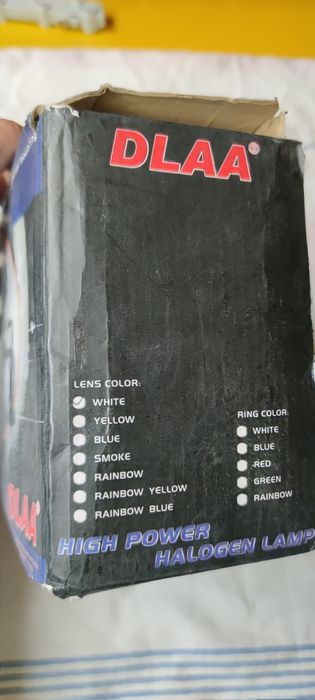 DLAA®
LENS COLOR:
WHITE
YELLOW
BLUE
SMOKE
RAINBOW
RAINBOW YELLOW
RAINBOW BLUE
RING COLOR:
WHITE
BLUE
RED
GREEN
RAINBOW
DLAA
HIGH POWER
HALOGEN LAMP